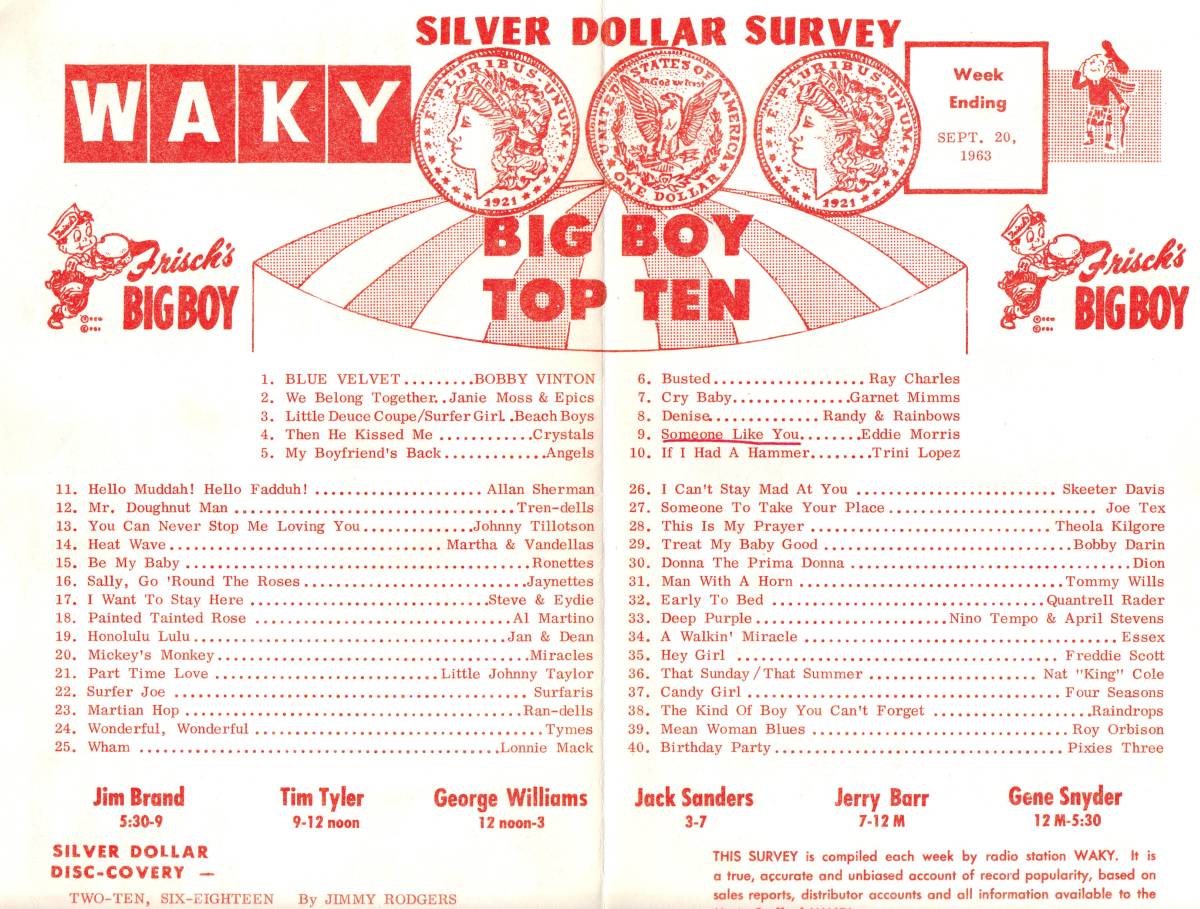 SILVER DOLLAR SURVEY
WAKY
E·PLURIBUS·UNUM
1921
UNITED STATES OF AMERICA
In God we trust
ONE DOLLAR
E·PLURIBUS·UNUM
1921
Week
Ending
SEPT. 20,
1963
Frisch's
BIG BOY
BIG BOY
TOP TEN
Frisch's
BIG BOY
1. BLUE VELVET.........BOBBY VINTON
2. We Belong Together..Janie Moss & Epics
3. Little Deuce Coupe/Surfer Girl..Beach Boys
4. Then He Kissed Me ............Crystals
5. My Boyfriend's Back...........Angels
6. Busted...................Ray Charles
7. Cry Baby...............Garnet Mimms
8. Denise..............Randy & Rainbows
9. Someone Like You........Eddie Morris
10. If I Had A Hammer........Trini Lopez
11. Hello Muddah! Hello Fadduh! ......................Allan Sherman
12. Mr. Doughnut Man ....................................Tren-dells
13. You Can Never Stop Me Loving You..............Johnny Tillotson
14. Heat Wave..................................Martha & Vandellas
15. Be My Baby ............................................Ronettes
16. Sally, Go 'Round The Roses............................Jaynettes
17. I Want To Stay Here ..............................Steve & Eydie
18. Painted Tainted Rose .................................Al Martino
19. Honolulu Lulu.......................................Jan & Dean
20. Mickey's Monkey.......................................Miracles
21. Part Time Love ............................Little Johnny Taylor
22. Surfer Joe ............................................Surfaris
23. Martian Hop ...........................................Ran-dells
24. Wonderful, Wonderful ....................................Tymes
25. Wham .............................................Lonnie Mack
26. I Can't Stay Mad At You .........................Skeeter Davis
27. Someone To Take Your Place...........................Joe Tex
28. This Is My Prayer ..............................Theola Kilgore
29. Treat My Baby Good ..............................Bobby Darin
30. Donna The Prima Donna ...................................Dion
31. Man With A Horn .................................Tommy Wills
32. Early To Bed ..................................Quantrell Rader
33. Deep Purple........................Nino Tempo & April Stevens
34. A Walkin' Miracle .......................................Essex
35. Hey Girl ........................................Freddie Scott
36. That Sunday/That Summer ......................Nat "King" Cole
37. Candy Girl .......................................Four Seasons
38. The Kind Of Boy You Can't Forget ....................Raindrops
39. Mean Woman Blues .................................Roy Orbison
40. Birthday Party.....................................Pixies Three
Jim Brand
5:30-9
Tim Tyler
9-12 noon
George Williams
12 noon-3
Jack Sanders
3-7
Jerry Barr
7-12 M
Gene Snyder
12 M-5:30
SILVER DOLLAR
DISC-COVERY —
TWO-TEN, SIX-EIGHTEEN By JIMMY RODGERS
THIS SURVEY is compiled each week by radio station WAKY. It is
a true, accurate and unbiased account of record popularity, based on
sales reports, distributor accounts and all information available to the